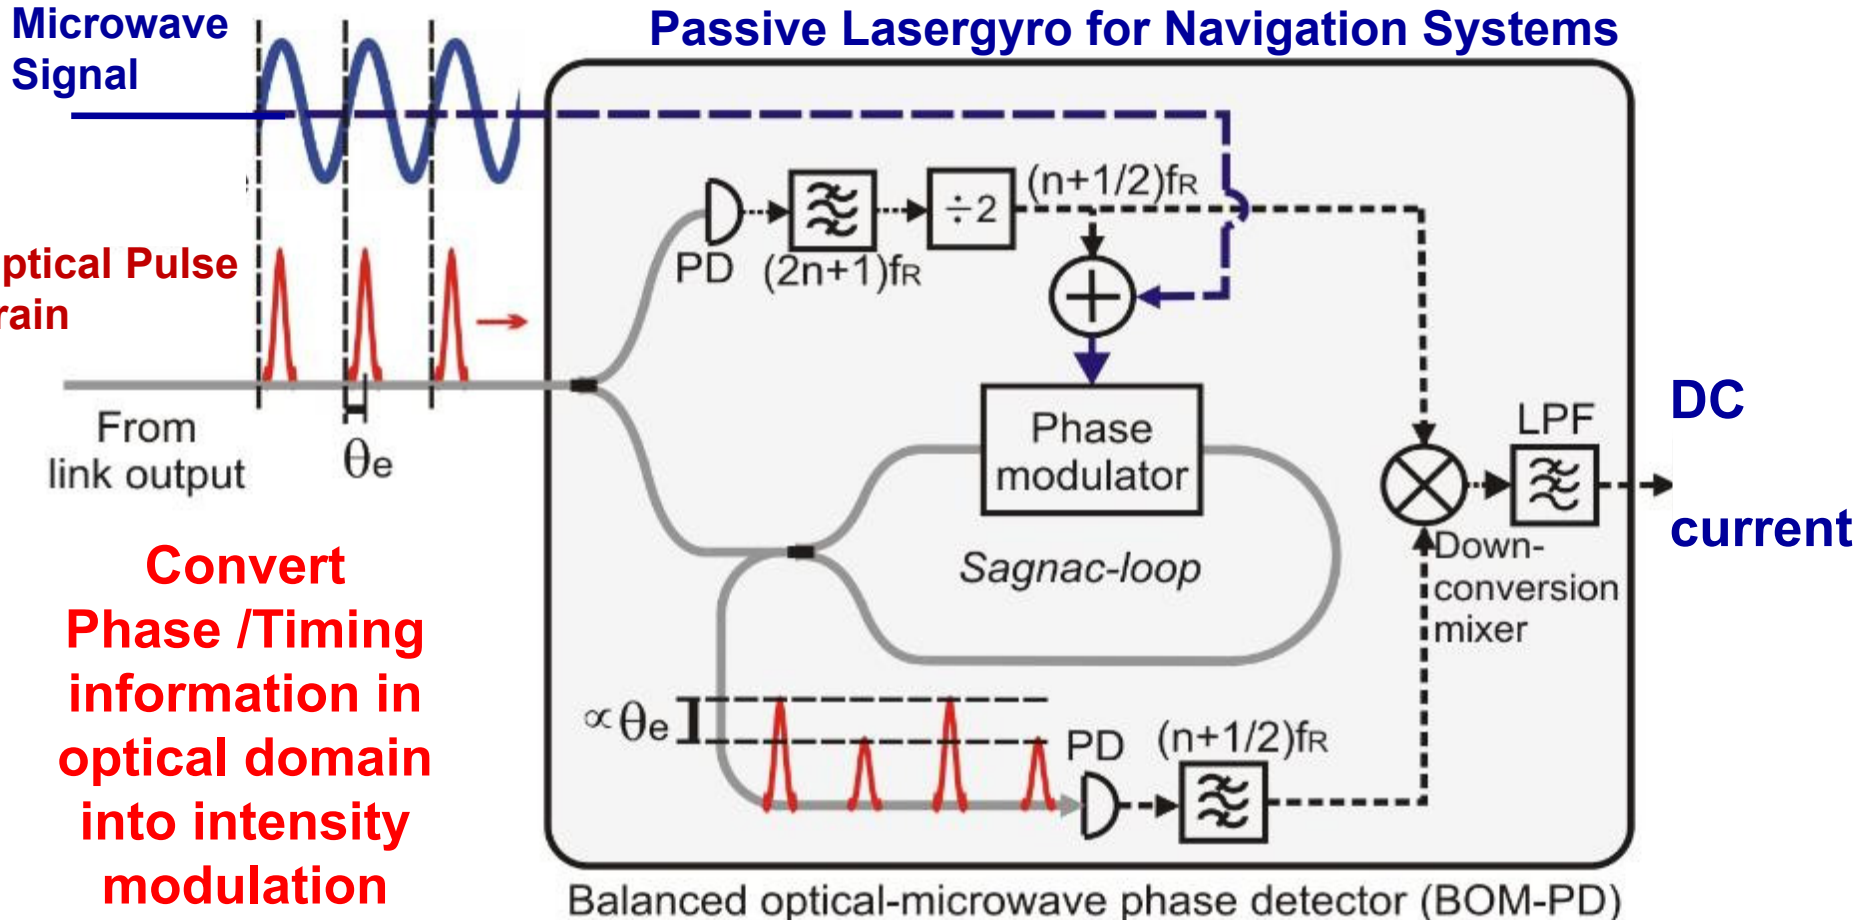 Microwave
Signal
Passive Lasergyro for Navigation Systems
ptical Pulse
rain
From
link output
θe
PD
(2n+1)fR
÷2
(n+1/2)fR
+
Phase
modulator
Sagnac-loop
LPF
DC
current
Down-
conversion
mixer
Convert
Phase /Timing
information in
optical domain
into intensity
modulation
∝θe
PD
(n+1/2)fR
Balanced optical-microwave phase detector (BOM-PD)